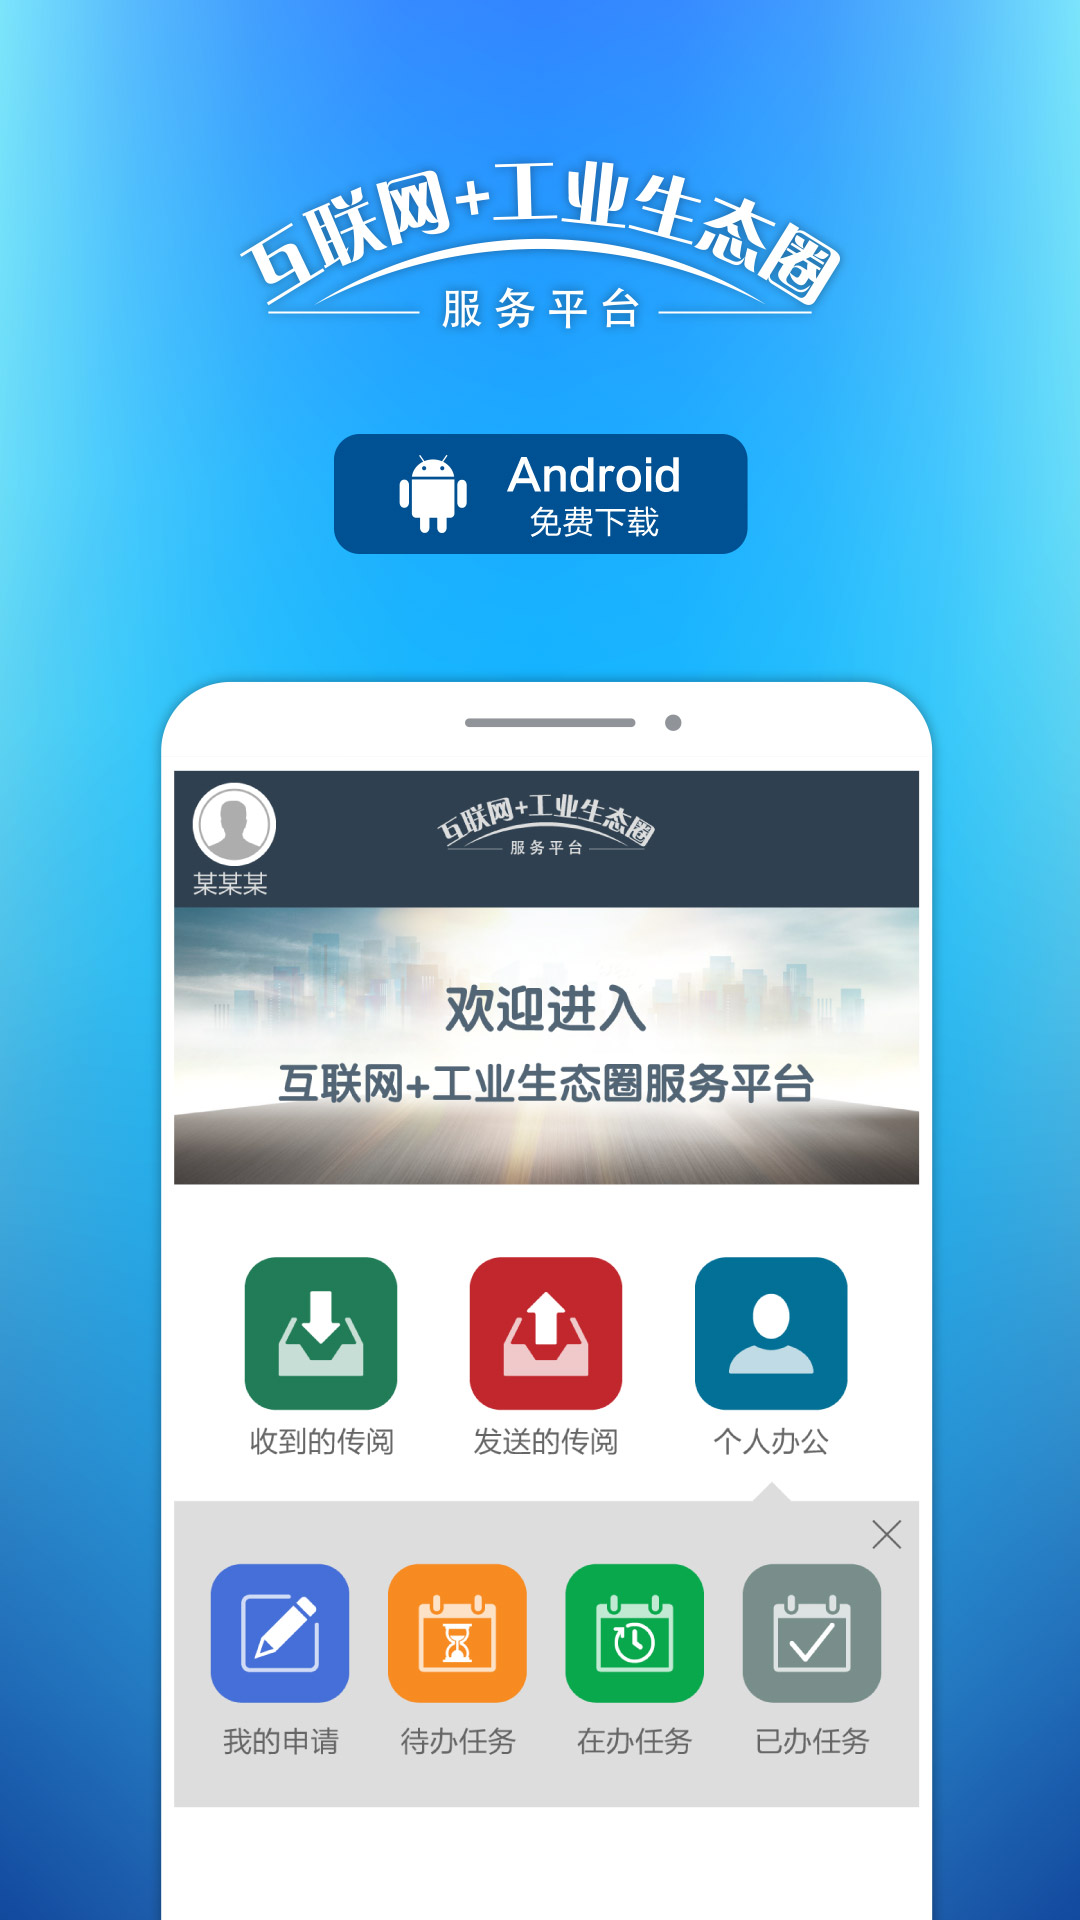 互联网+工业生态圈
服务平台
Android
免费下载
互联网+工业生态圈
服务平台
某某某
欢迎进入
互联网+工业生态圈服务平台
收到的传阅 发送的传阅 个人办公
我的申请 待办任务 在办任务 已办任务